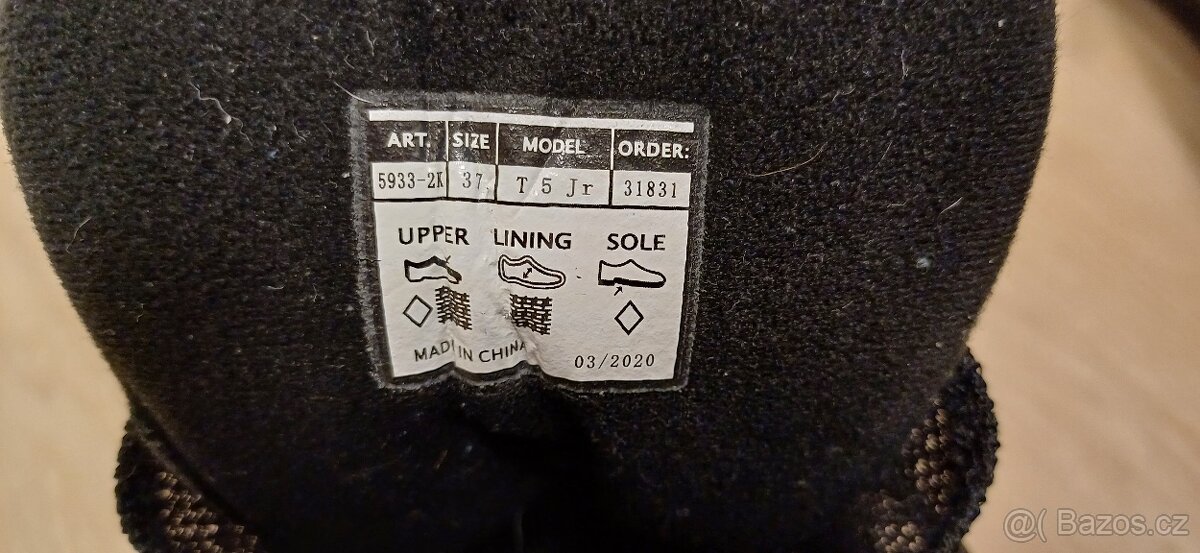 ART. SIZE MODEL ORDER:
5933-2K 37 T 5 Jr 31831
UPPER LINING SOLE
MADE IN CHINA
03/2020
@( Bazos.cz